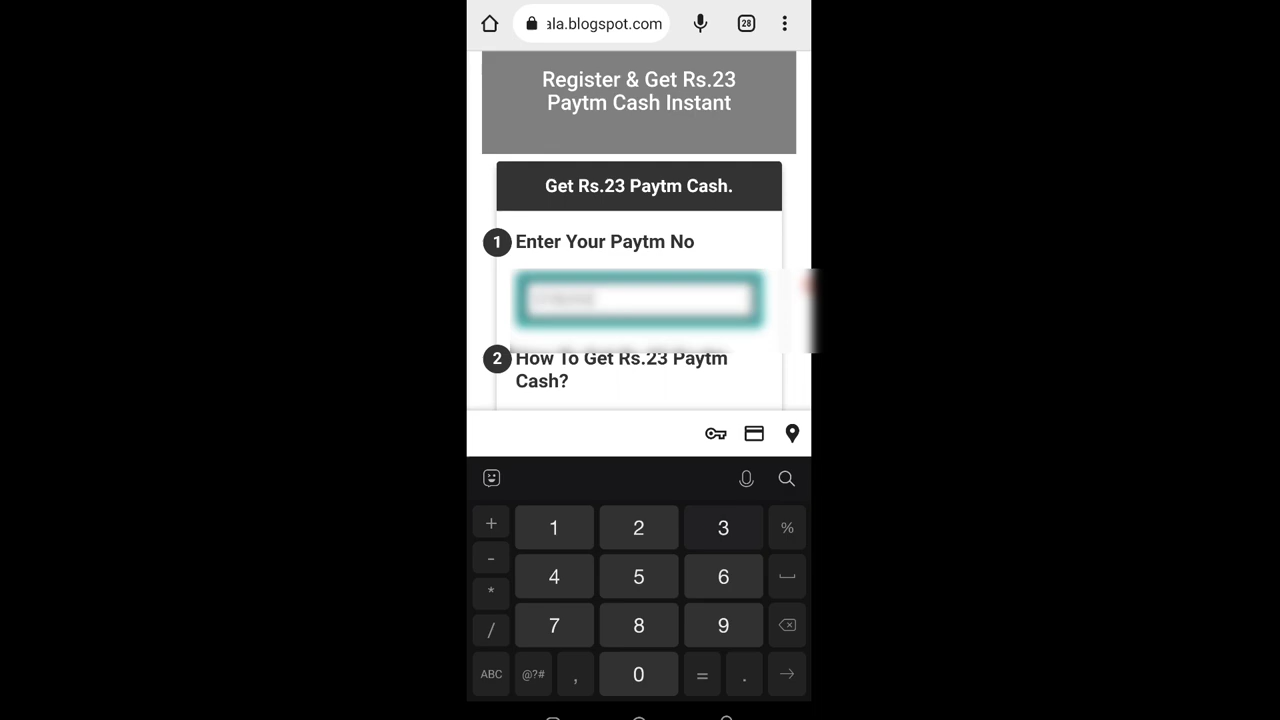 ala.blogspot.com
28
Register & Get Rs.23
Paytm Cash Instant
Get Rs.23 Paytm Cash.
1 Enter Your Paytm No
2 How To Get Rs.23 Paytm
Cash?
+ 1 2 3 %
-
4 5 6
*
7 8 9
/
ABC @?# , 0 = .